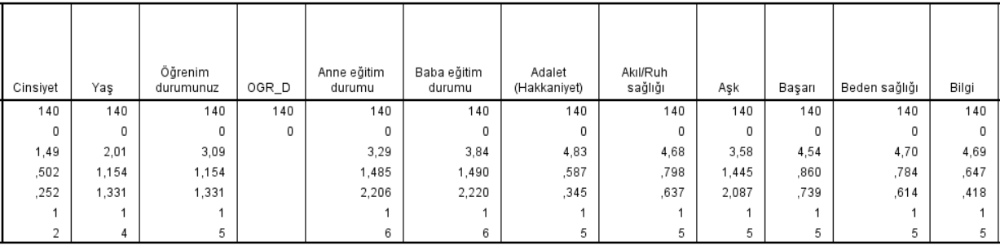 Cinsiyet Yaş Öğrenim durumunuz OGR_D Anne eğitim durumu Baba eğitim durumu Adalet (Hakkaniyet) Akıl/Ruh sağlığı Aşk Başarı Beden sağlığı Bilgi
140 140 140 140 140 140 140 140 140 140 140 140
0 0 0 0 0 0 0 0 0 0 0 0
1,49 2,01 3,09 3,29 3,84 4,83 4,68 3,58 4,54 4,70 4,69
,502 1,154 1,154 1,485 1,490 ,587 ,798 1,445 ,860 ,784 ,647
,252 1,331 1,331 2,206 2,220 ,345 ,637 2,087 ,739 ,614 ,418
1 1 1 1 1 1 1 1 1 1 1
2 4 5 6 6 5 5 5 5 5 5